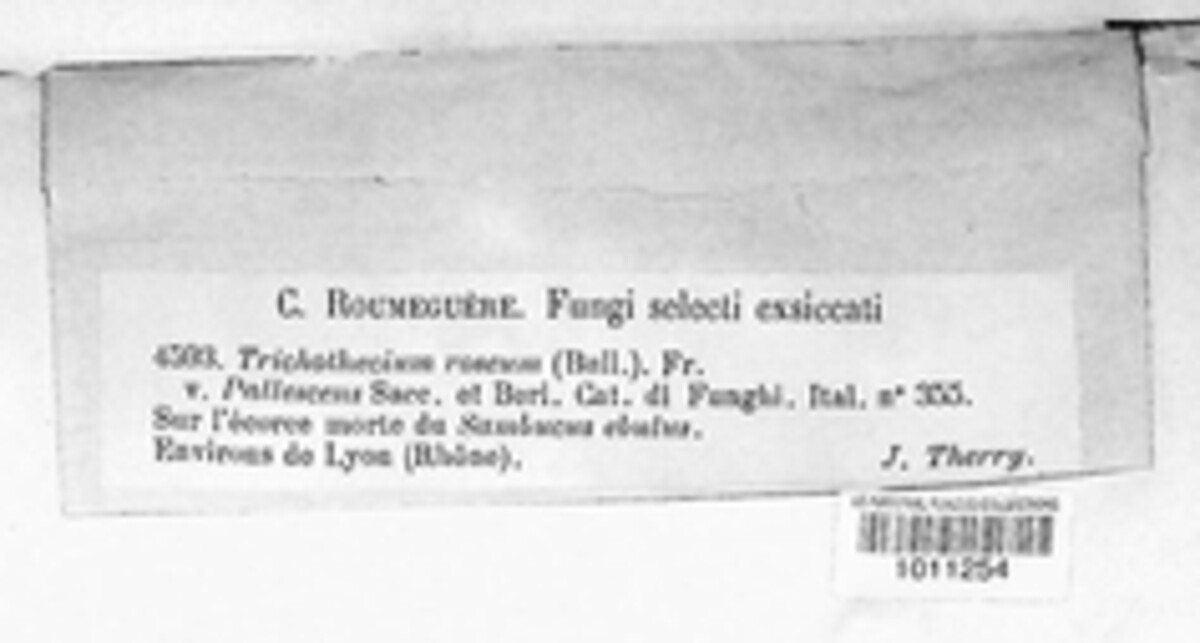 C. ROUMEGUÈRE. Fungi selecti exsiccati
4593. Trichothecium roseum (Bull.). Fr.
v. Pallescens Sacc. et Berl. Cat. di Funghi. Ital. n° 355.
Sur l'écorce morte du Sambucus ebulus.
Environs de Lyon (Rhône).
J. Therry.
1011254